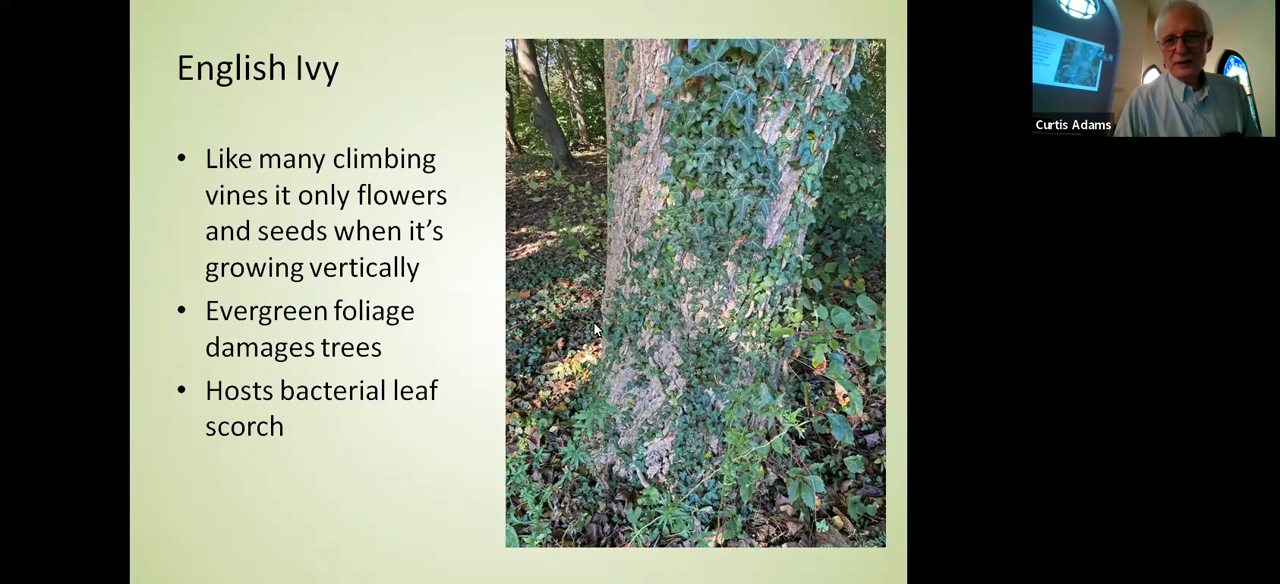 English Ivy
• Like many climbing
vines it only flowers
and seeds when it’s
growing vertically
• Evergreen foliage
damages trees
• Hosts bacterial leaf
scorch
Curtis Adams